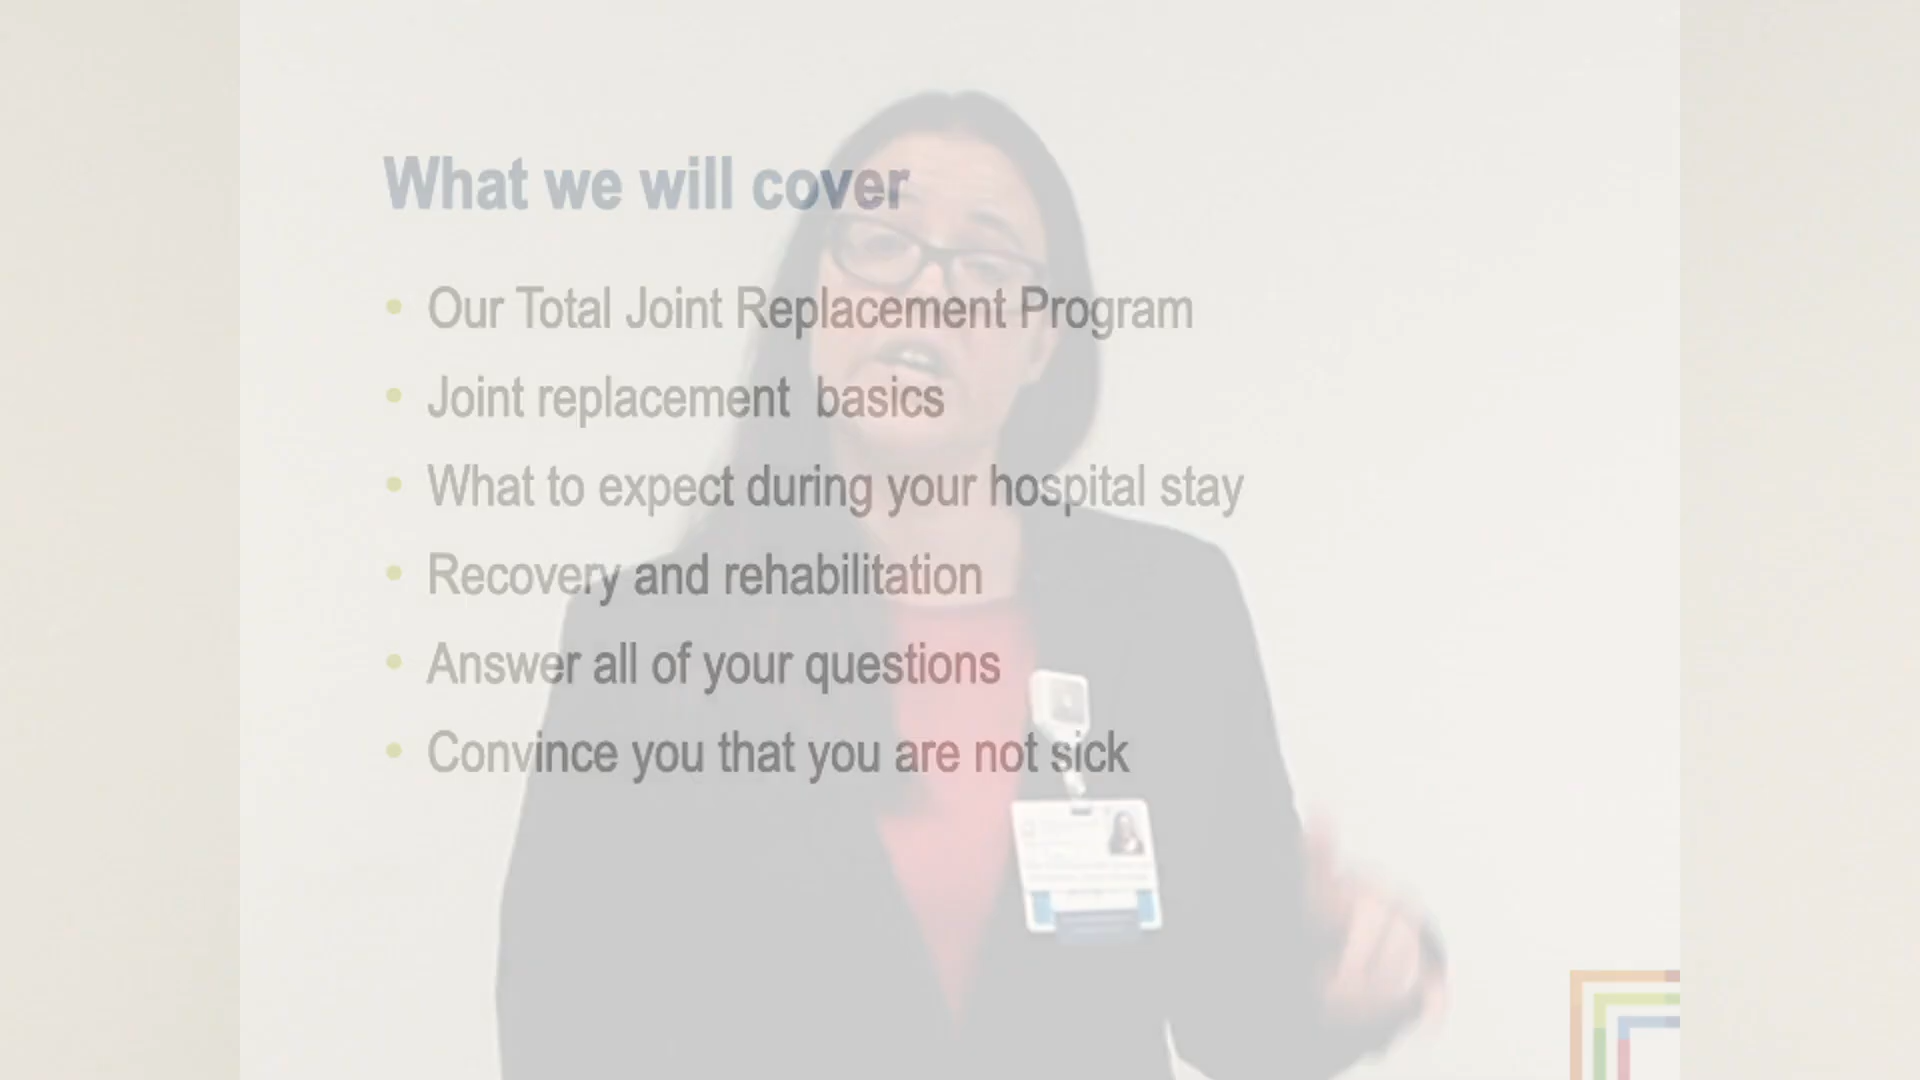 What we will cover
• Our Total Joint Replacement Program
• Joint replacement  basics
• What to expect during your hospital stay
• Recovery and rehabilitation
• Answer all of your questions
• Convince you that you are not sick